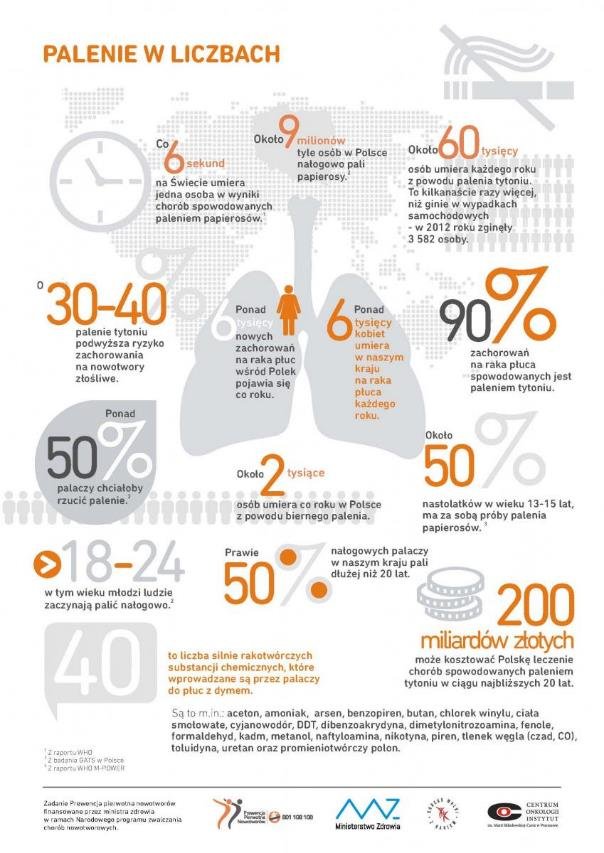 PALENIE W LICZBACH
Co
6 sekund
na Świecie umiera
jedna osoba w wyniki
chorób spowodowanych
paleniem papierosów.¹
Około 9 milionów
tyle osób w Polsce
nałogowo pali
papierosy.²
Około 60 tysięcy
osób umiera każdego roku
z powodu palenia tytoniu.
To kilkanaście razy więcej,
niż ginie w wypadkach
samochodowych
- w 2012 roku zginęły
3 582 osoby.
O
30-40%
palenie tytoniu
podwyższa ryzyko
zachorowania
na nowotwory
złośliwe.
Ponad
6 tysięcy
nowych
zachorowań
na raka płuc
wśród Polek
pojawia się
co roku.
Ponad
6 tysięcy
kobiet
umiera
w naszym
kraju
na raka
płuca
każdego
roku.
90%
zachorowań
na raka płuca
spowodowanych jest
paleniem tytoniu.
Ponad
50%
palaczy chciałoby
rzucić palenie.³
Około 2 tysiące
osób umiera co roku w Polsce
z powodu biernego palenia.
Około
50%
nastolatków w wieku 13-15 lat,
ma za sobą próby palenia
papierosów. ³
18-24
w tym wieku młodzi ludzie
zaczynają palić nałogowo.²
Prawie
50%
nałogowych palaczy
w naszym kraju pali
dłużej niż 20 lat.
200
miliardów złotych
może kosztować Polskę leczenie
chorób spowodowanych paleniem
tytoniu w ciągu najbliższych 20 lat.
40
to liczba silnie rakotwórczych
substancji chemicznych, które
wprowadzane są przez palaczy
do płuc z dymem.
Są to m.in.: aceton, amoniak, arsen, benzopiren, butan, chlorek winylu, ciała
smołowate, cyjanowodór, DDT, dibenzoakrydyna, dimetylonitrozoamina, fenole,
formaldehyd, kadm, metanol, naftyloamina, nikotyna, piren, tlenek węgla (czad, CO),
toluidyna, uretan oraz promieniotwórczy polon.
¹ Z raportu WHO
² Z badania GATS w Polsce
³ Z raportu WHO M-POWER
Zadanie Prewencja pierwotna nowotworów
finansowane przez ministra zdrowia
w ramach Narodowego programu zwalczania
chorób nowotworowych.
Prewencja
Pierwotna
Nowotworów
801 108 108
Ministerstwo Zdrowia
CENTRUM
ONKOLOGII
INSTYTUT
im. Marii Skłodowskiej-Curie w Warszawie